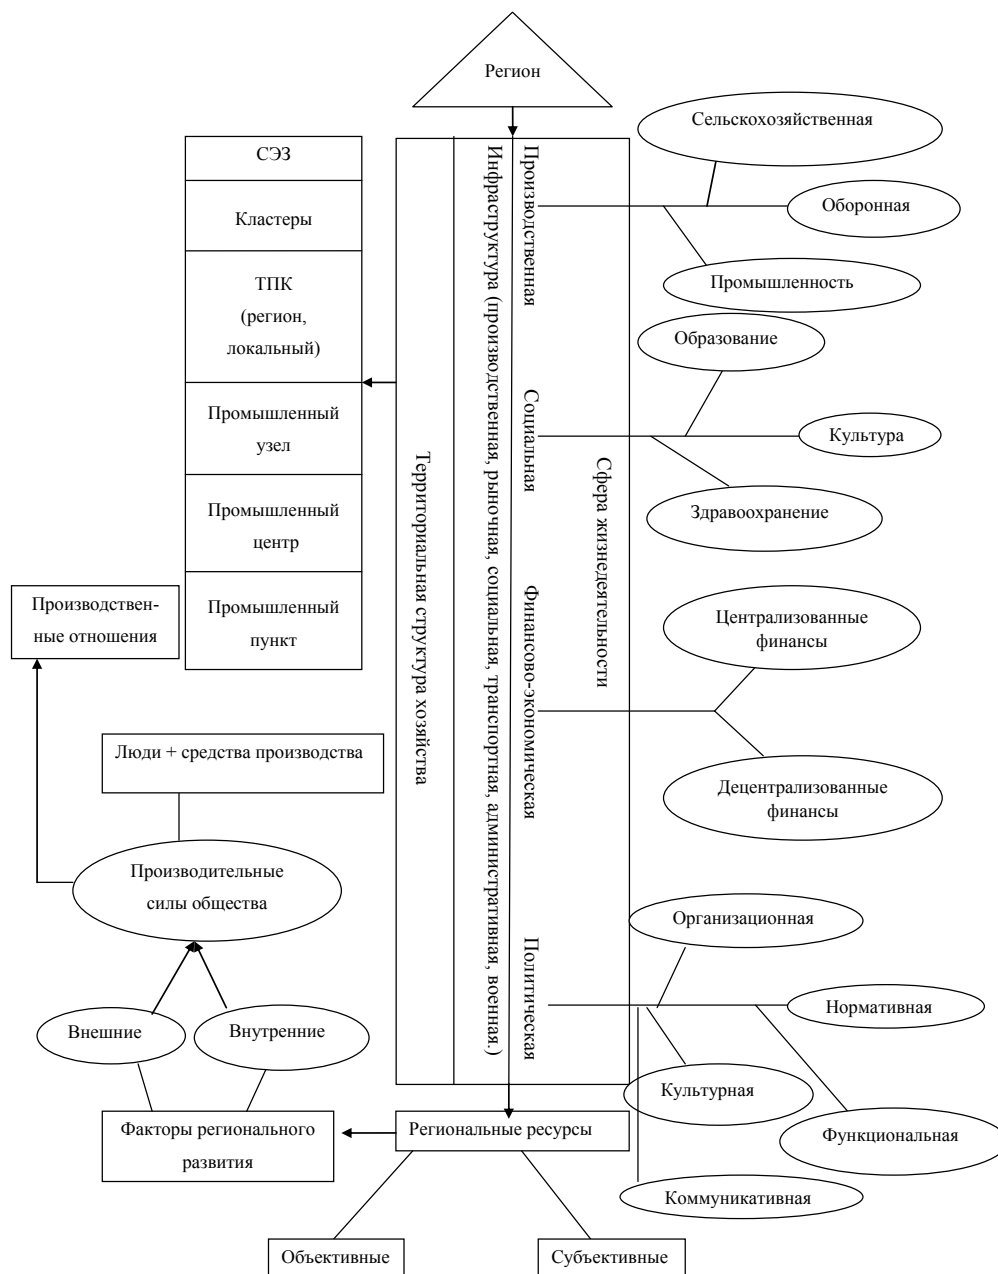 Регион
СЭЗ
Кластеры
ТПК
(регион,
локальный)
Промышленный
узел
Промышленный
центр
Промышленный
пункт
Территориальная структура хозяйства
Инфраструктура (производственная, рыночная, социальная, транспортная, административная, военная.)
Производственная
Социальная
Финансово-экономическая
Политическая
Сфера жизнедеятельности
Сельскохозяйственная
Оборонная
Промышленность
Образование
Культура
Здравоохранение
Централизованные
финансы
Децентрализованные
финансы
Организационная
Нормативная
Культурная
Функциональная
Коммуникативная
Производствен-
ные отношения
Люди + средства производства
Производительные
силы общества
Внешние
Внутренние
Факторы регионального
развития
Региональные ресурсы
Объективные
Субъективные